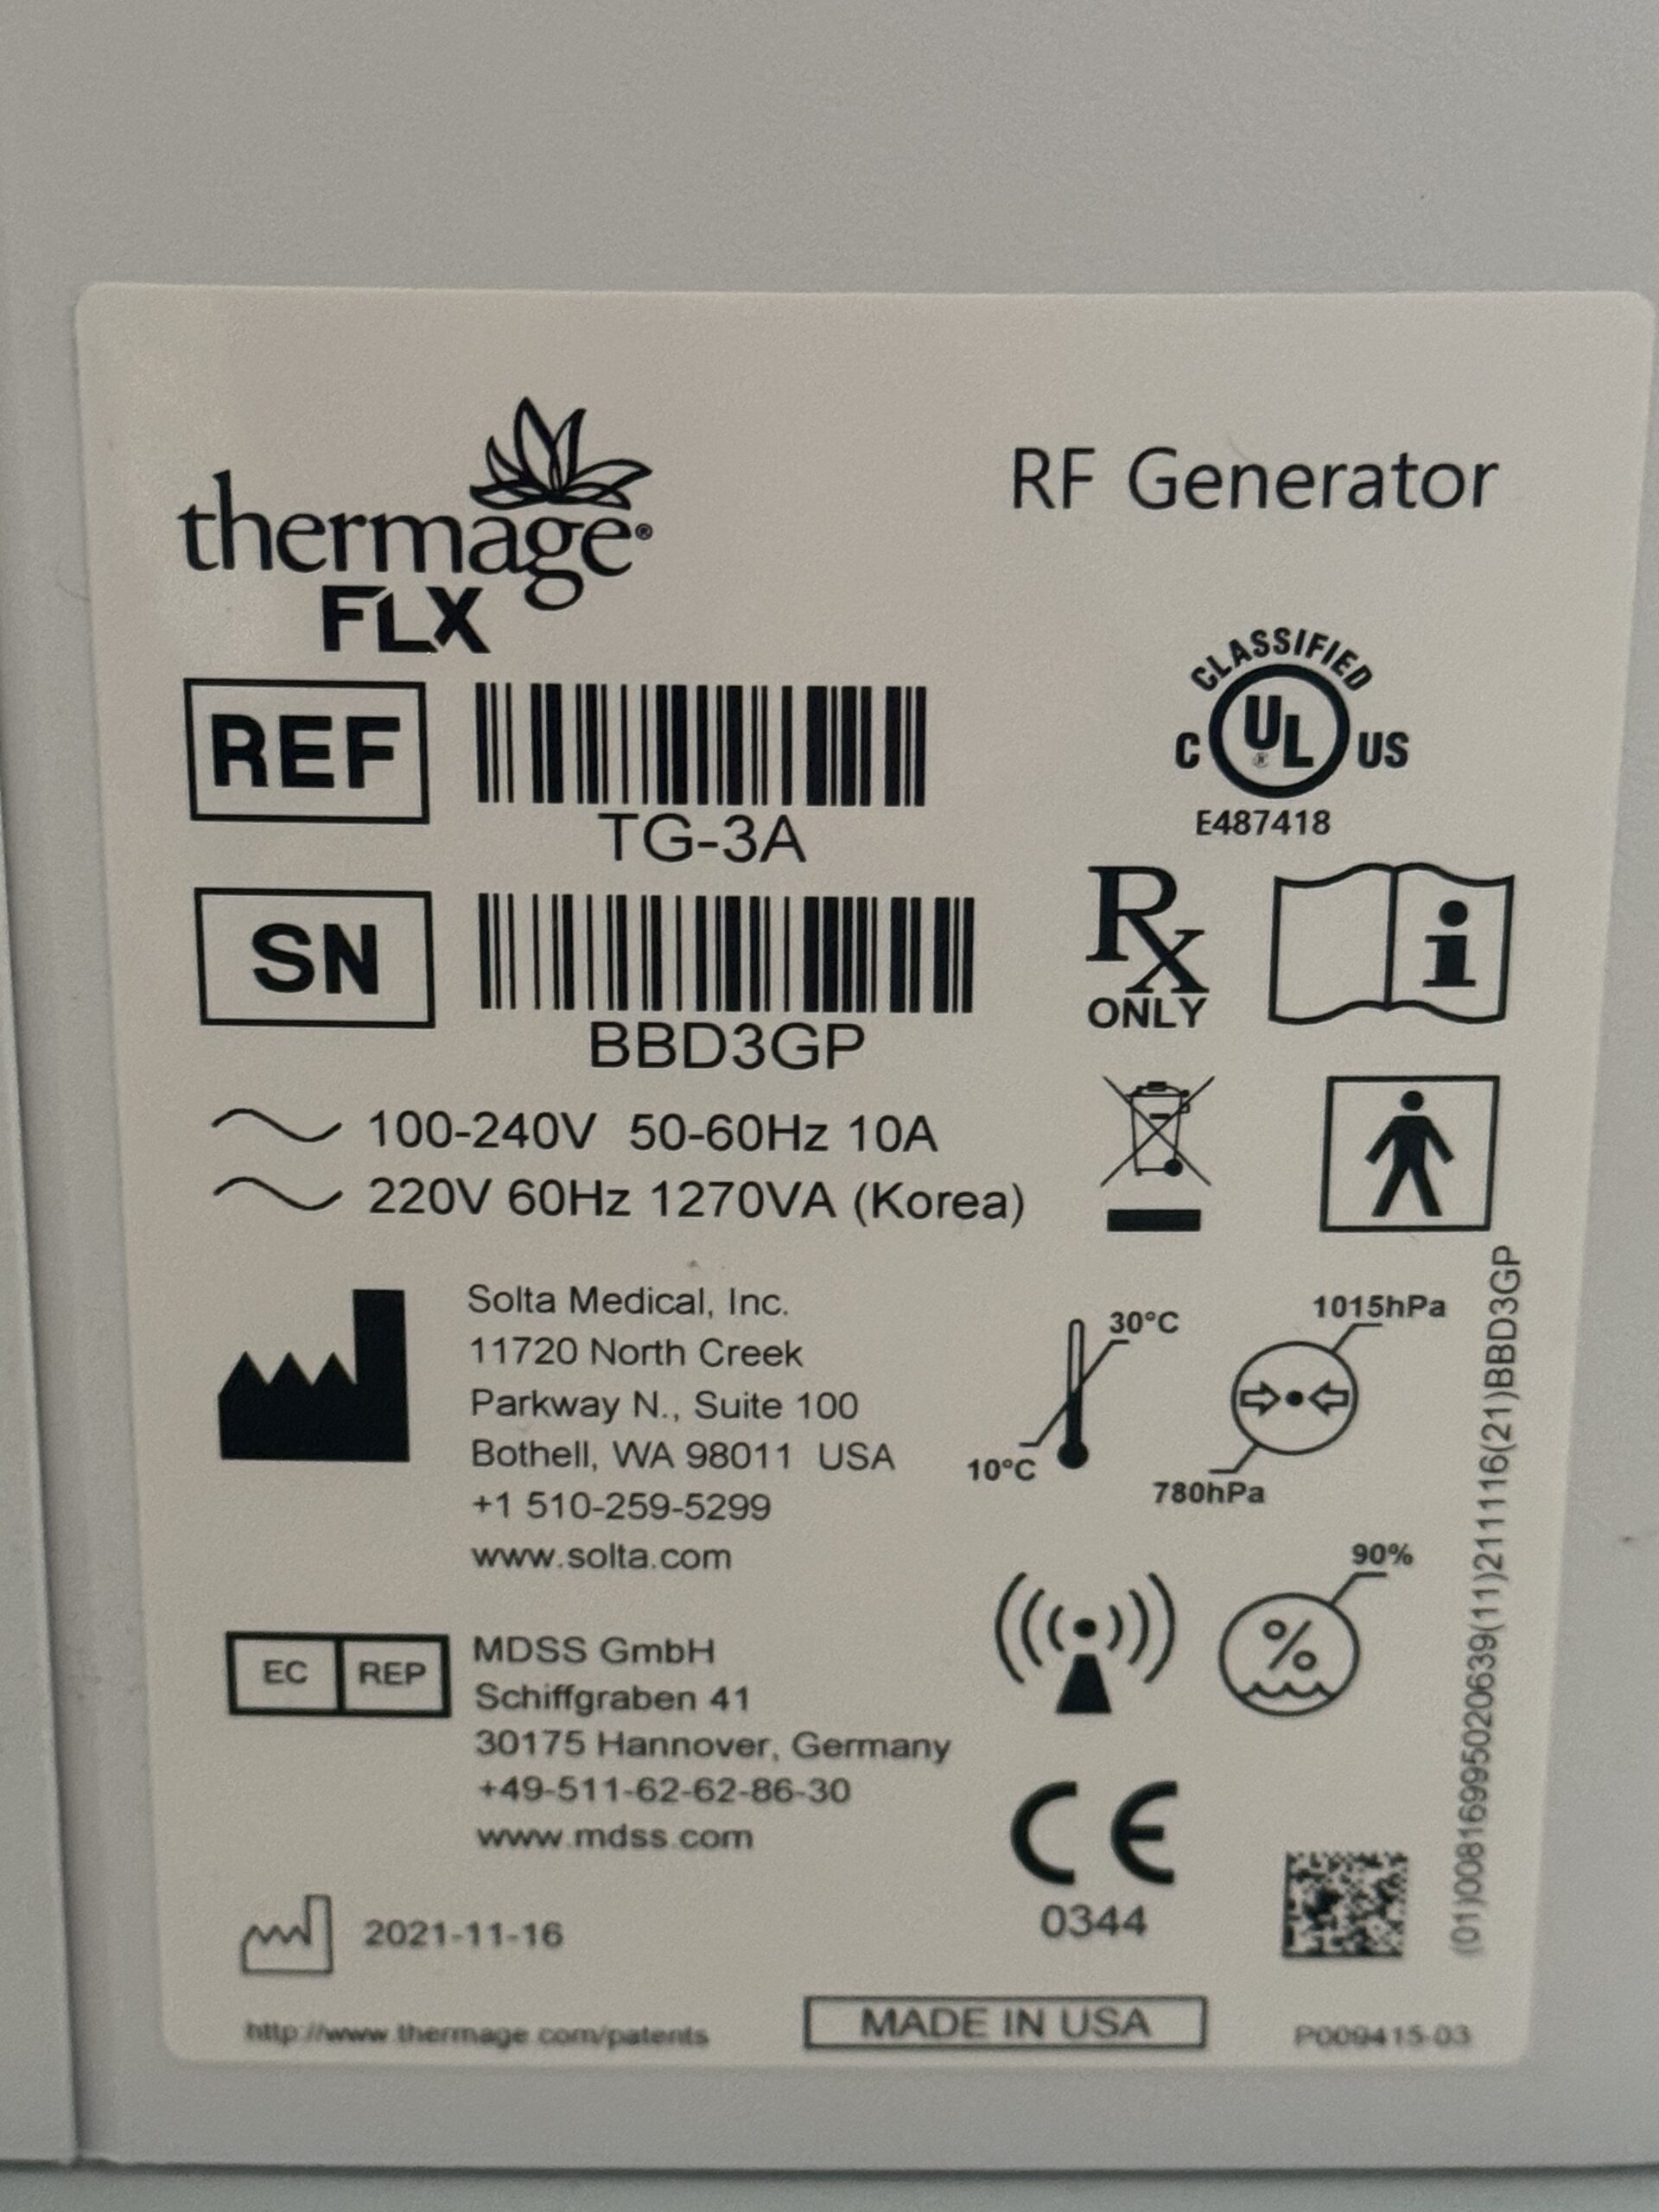 thermage®
FLX
RF Generator
CLASSIFIED
C UL ® US
E487418
REF
TG-3A
SN
BBD3GP
Rx
ONLY
100-240V 50-60Hz 10A
220V 60Hz 1270VA (Korea)
Solta Medical, Inc.
11720 North Creek
Parkway N., Suite 100
Bothell, WA 98011 USA
+1 510-259-5299
www.solta.com
30°C
10°C
1015hPa
780hPa
90%
%
EC REP
MDSS GmbH
Schiffgraben 41
30175 Hannover, Germany
+49-511-62-62-86-30
www.mdss.com
CE
0344
(01)00816995020639(11)211116(21)BBD3GP
2021-11-16
http://www.thermage.com/patents
MADE IN USA
P009415-03